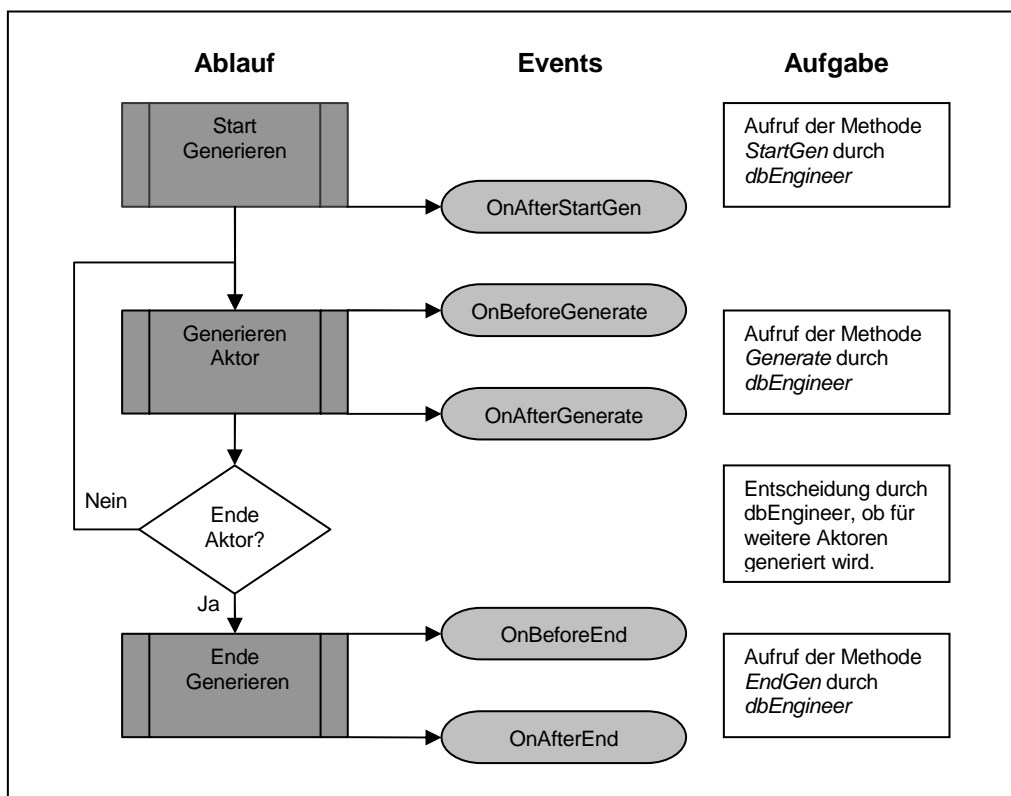 Ablauf
Events
Aufgabe
Start
Generieren
Aufruf der Methode
StartGen durch
dbEngineer
OnAfterStartGen
OnBeforeGenerate
Generieren
Aktor
Aufruf der Methode
Generate durch
dbEngineer
OnAfterGenerate
Nein
Ende
Aktor?
Entscheidung durch
dbEngineer, ob für
weitere Aktoren
generiert wird.
Ja
OnBeforeEnd
Ende
Generieren
Aufruf der Methode
EndGen durch
dbEngineer
OnAfterEnd